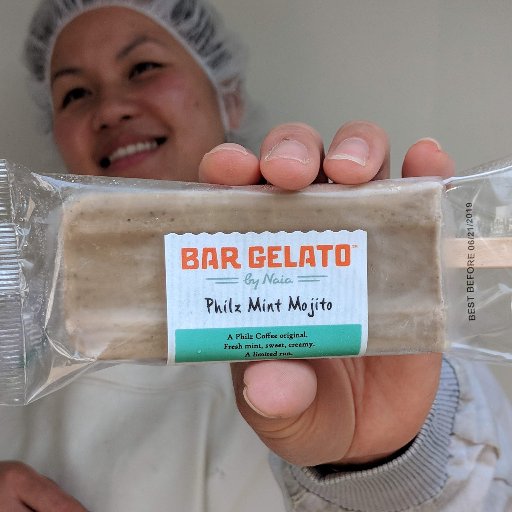 BAR GELATO™
by Naia
Philz Mint Mojito
A Philz Coffee original.
Fresh mint, sweet, creamy.
A limited run.
BEST BEFORE 06/21/2019